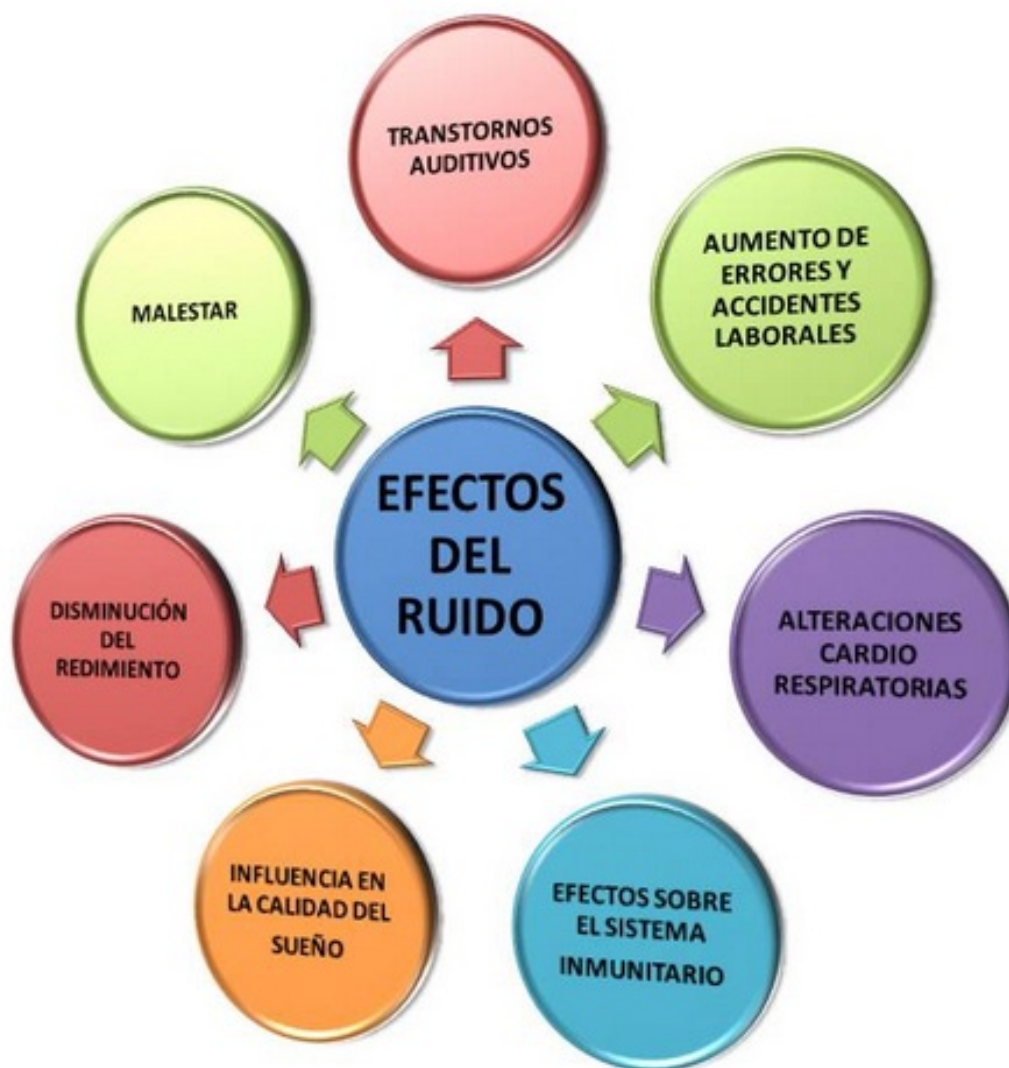 TRANSTORNOS
AUDITIVOS
AUMENTO DE
ERRORES Y
ACCIDENTES
LABORALES
MALESTAR
EFECTOS
DEL
RUIDO
DISMINUCIÓN
DEL
REDIMIENTO
ALTERACIONES
CARDIO
RESPIRATORIAS
INFLUENCIA EN
LA CALIDAD DEL
SUEÑO
EFECTOS SOBRE
EL SISTEMA
INMUNITARIO